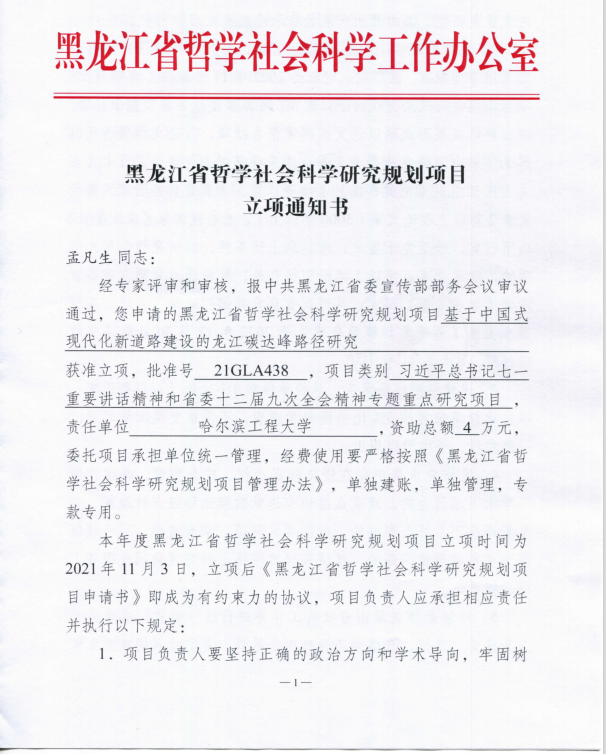 黑龙江省哲学社会科学工作办公室
黑龙江省哲学社会科学研究规划项目
立项通知书
孟凡生同志：
经专家评审和审核，报中共黑龙江省委宣传部部务会议审议
通过，您申请的黑龙江省哲学社会科学研究规划项目基于中国式
现代化新道路建设的龙江碳达峰路径研究
获准立项，批准号 21GLA438 ，项目类别 习近平总书记七一
重要讲话精神和省委十二届九次全会精神专题重点研究项目 ，
责任单位 哈尔滨工程大学 ，资助总额 4 万元，
委托项目承担单位统一管理，经费使用要严格按照《黑龙江省哲
学社会科学研究规划项目管理办法》，单独建账，单独管理，专
款专用。
本年度黑龙江省哲学社会科学研究规划项目立项时间为
2021年11月3日，立项后《黑龙江省哲学社会科学研究规划项
目申请书》即成为有约束力的协议，项目负责人应承担相应责任
并执行以下规定：
1．项目负责人要坚持正确的政治方向和学术导向，牢固树
—1—